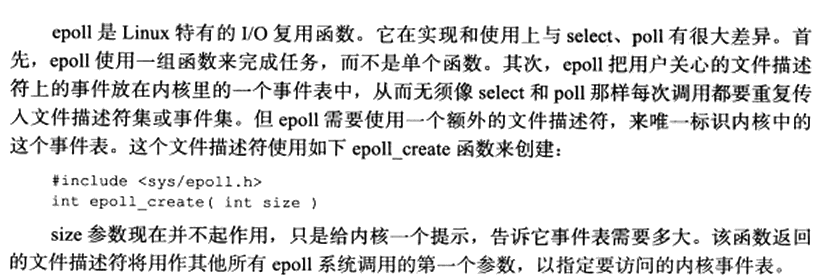 epoll 是 Linux 特有的 I/O 复用函数。它在实现和使用上与 select、poll 有很大差异。首
先，epoll 使用一组函数来完成任务，而不是单个函数。其次，epoll 把用户关心的文件描述
符上的事件放在内核里的一个事件表中，从而无须像 select 和 poll 那样每次调用都要重复传
入文件描述符集或事件集。但 epoll 需要使用一个额外的文件描述符，来唯一标识内核中的
这个事件表。这个文件描述符使用如下 epoll_create 函数来创建：
#include <sys/epoll.h>
int epoll_create( int size )
size 参数现在并不起作用，只是给内核一个提示，告诉它事件表需要多大。该函数返回
的文件描述符将用作其他所有 epoll 系统调用的第一个参数，以指定要访问的内核事件表。